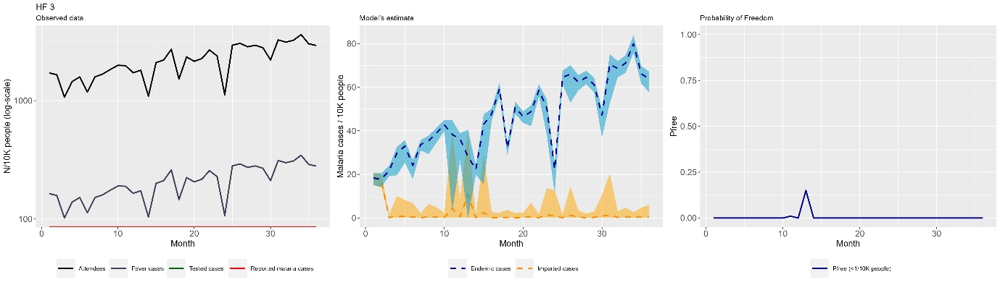 HF 3
Observed data
N/10K people (log-scale)
1000
100
0
10
20
30
Month
Attendees
Fever cases
Tested cases
Reported malaria cases
Model's estimate
Malaria cases / 10K people
80
60
40
20
0
0
10
20
30
Month
Endemic cases
Imported cases
Probability of Freedom
Pfree
1.00
0.75
0.50
0.25
0.00
0
10
20
30
Month
Pfree (<1/10K people)